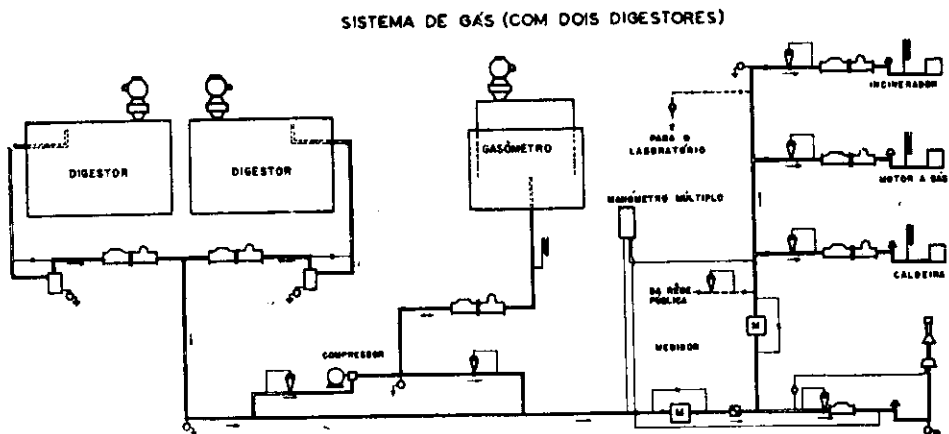 SISTEMA DE GÁS (COM DOIS DIGESTORES)
INCINERADOR
DIGESTOR
DIGESTOR
GASÔMETRO
PARA O
LABORATÓRIO
MOTOR A GÁS
MANÔMETRO MÚLTIPLO
CALDEIRA
DA RÊDE
PÚBLICA
M
COMPRESSOR
MEDIDOR
M